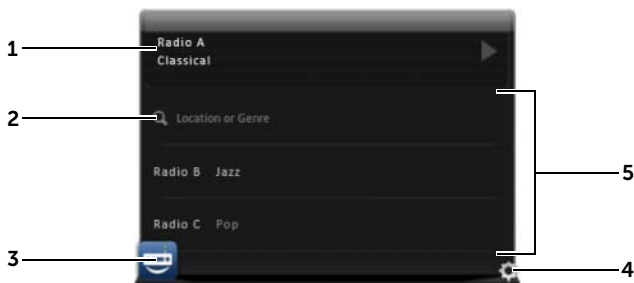 1
Radio A
Classical
2
Location or Genre
5
Radio B Jazz
Radio C Pop
3
4